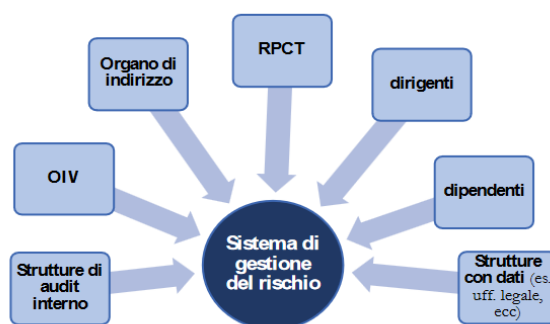 RPCT
Organo di
indirizzo
dirigenti
OIV
dipendenti
Strutture di
audit interno
Sistema di
gestione
del rischio
Strutture
con dati (es.
uff. legale,
ecc)